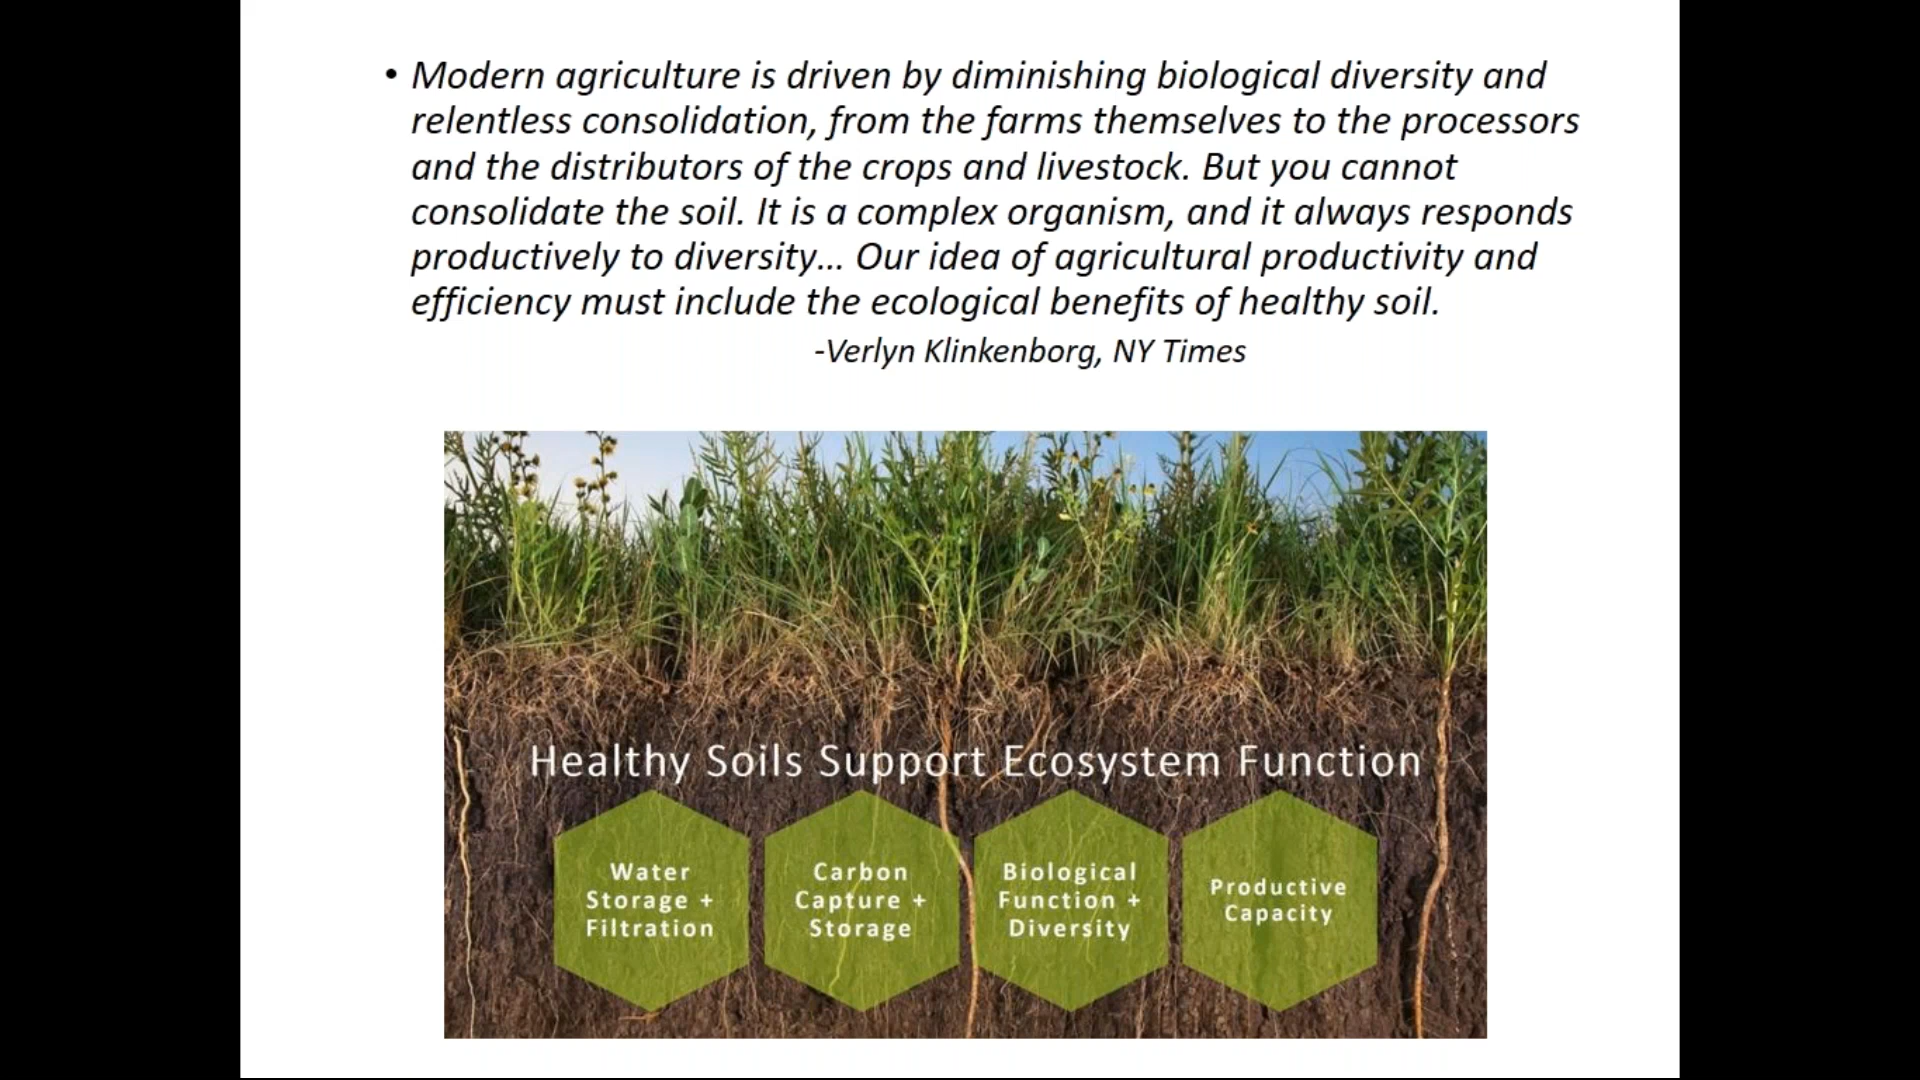 • Modern agriculture is driven by diminishing biological diversity and
relentless consolidation, from the farms themselves to the processors
and the distributors of the crops and livestock. But you cannot
consolidate the soil. It is a complex organism, and it always responds
productively to diversity… Our idea of agricultural productivity and
efficiency must include the ecological benefits of healthy soil.
-Verlyn Klinkenborg, NY Times
Healthy Soils Support Ecosystem Function
Water
Storage +
Filtration
Carbon
Capture +
Storage
Biological
Function +
Diversity
Productive
Capacity